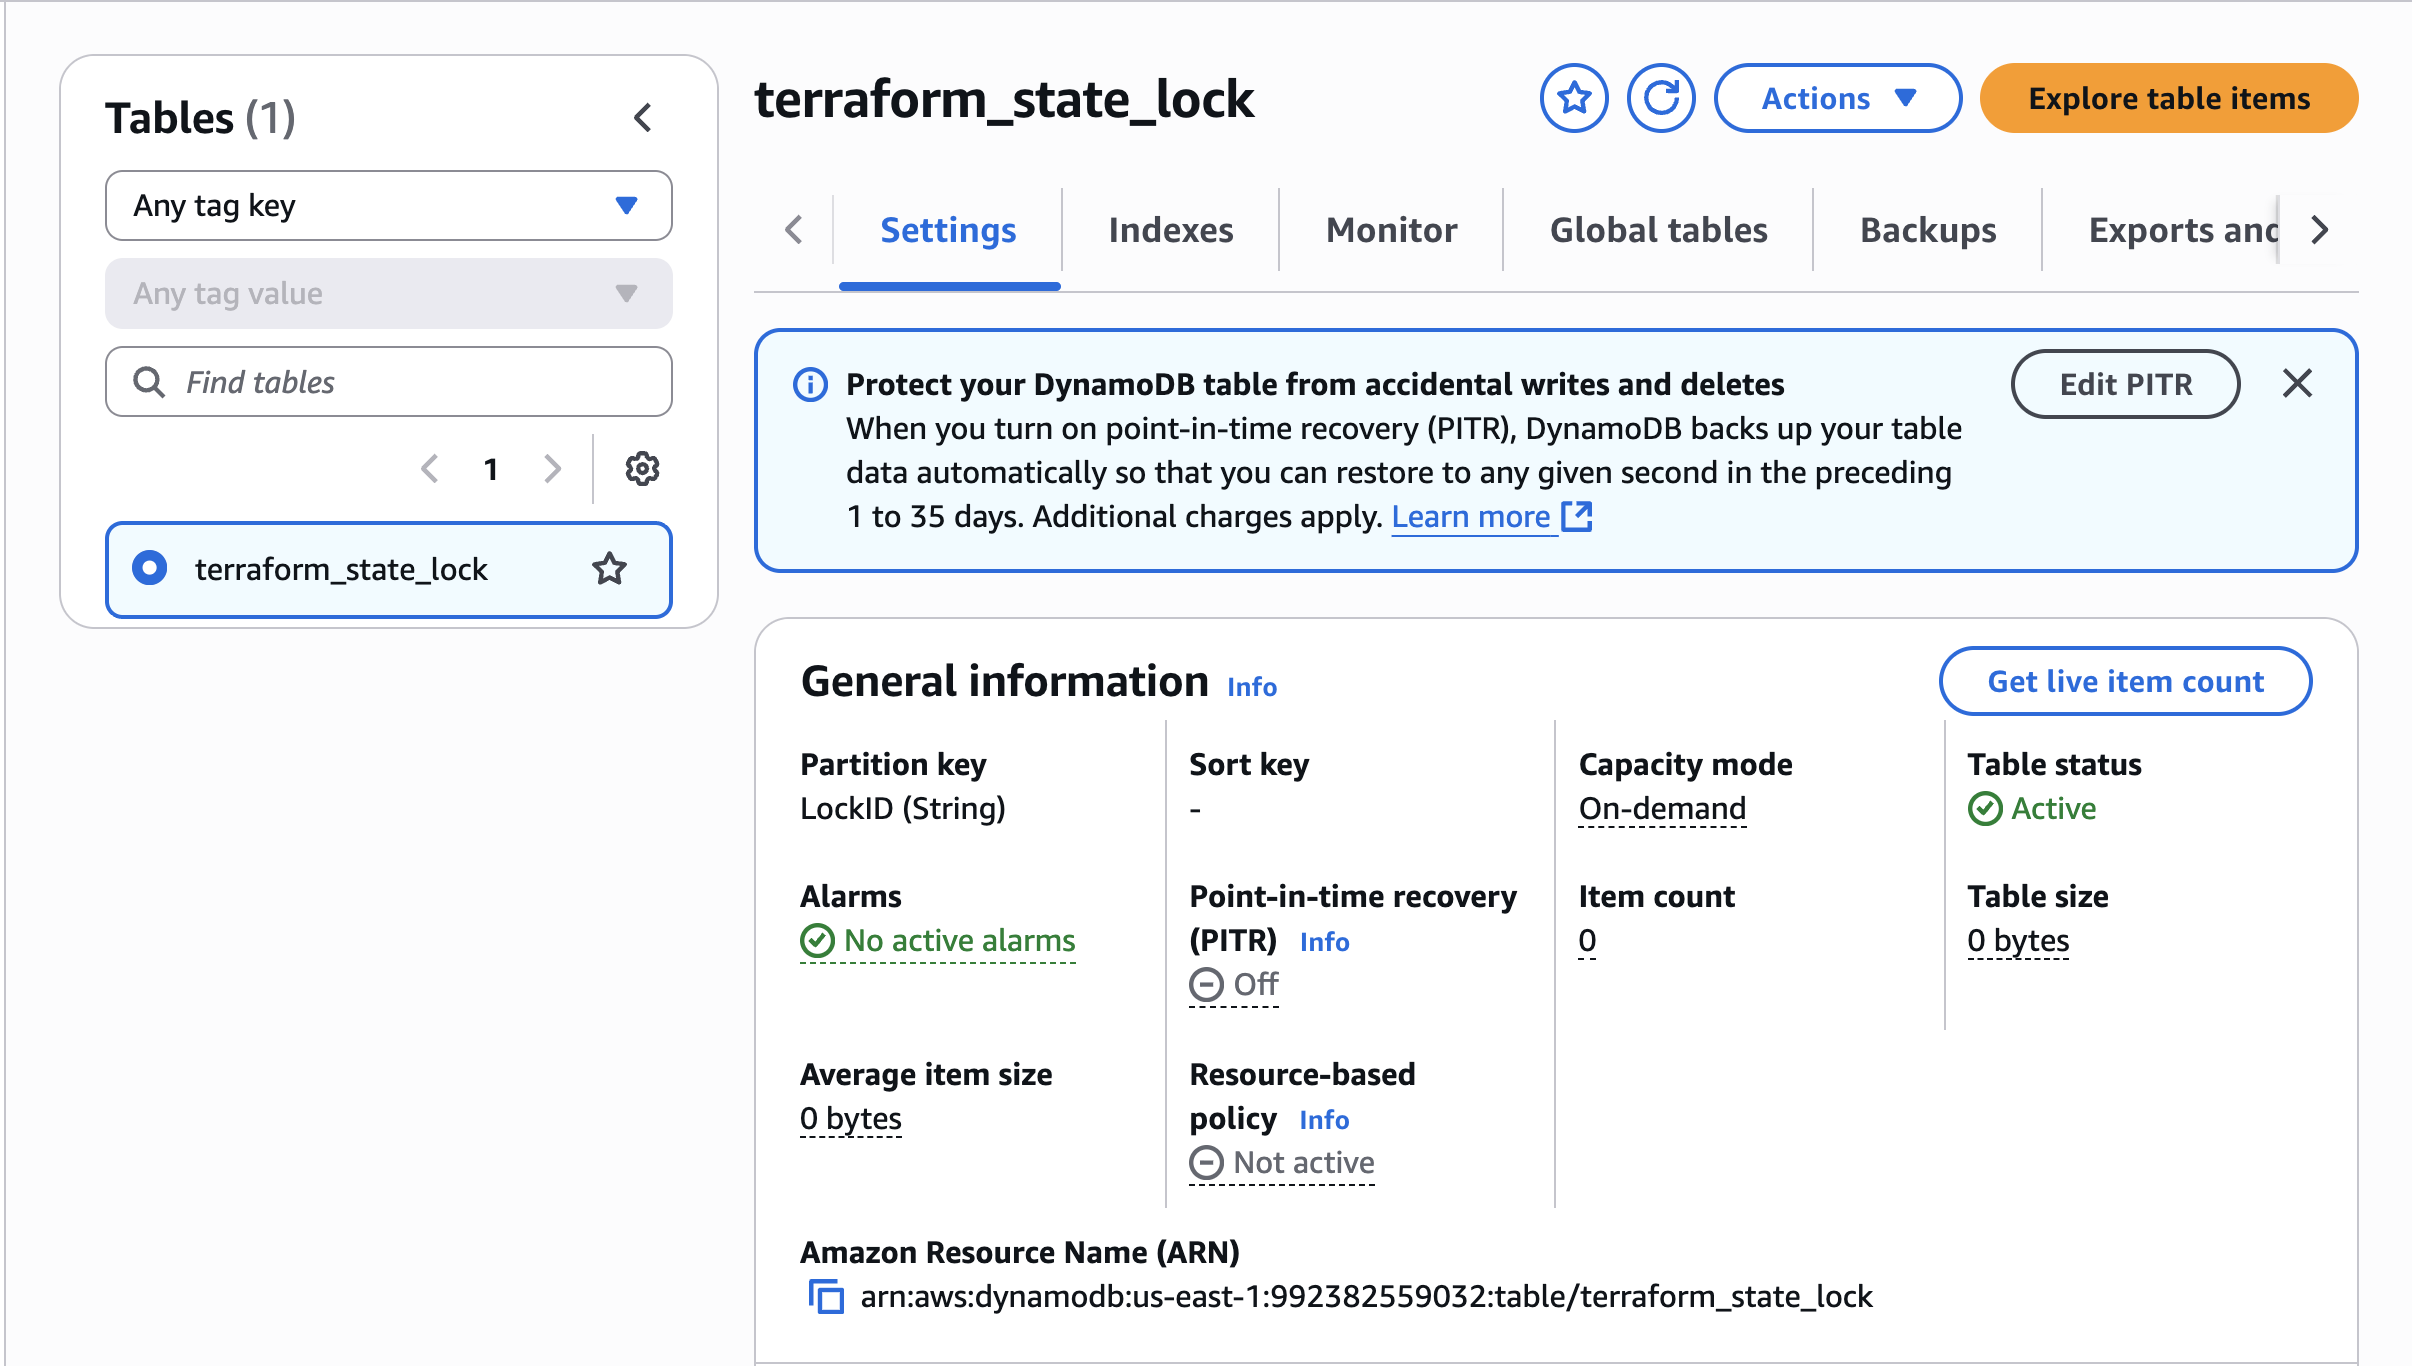 Tables (1)
Any tag key
Any tag value
Find tables
1
terraform_state_lock
terraform_state_lock
Actions
Explore table items
Settings
Indexes
Monitor
Global tables
Backups
Exports and
Protect your DynamoDB table from accidental writes and deletes
When you turn on point-in-time recovery (PITR), DynamoDB backs up your table
data automatically so that you can restore to any given second in the preceding
1 to 35 days. Additional charges apply. Learn more
Edit PITR
General information Info
Get live item count
Partition key
LockID (String)
Sort key
-
Capacity mode
On-demand
Table status
Active
Alarms
No active alarms
Point-in-time recovery
(PITR) Info
Off
Item count
0
Table size
0 bytes
Average item size
0 bytes
Resource-based
policy Info
Not active
Amazon Resource Name (ARN)
arn:aws:dynamodb:us-east-1:992382559032:table/terraform_state_lock